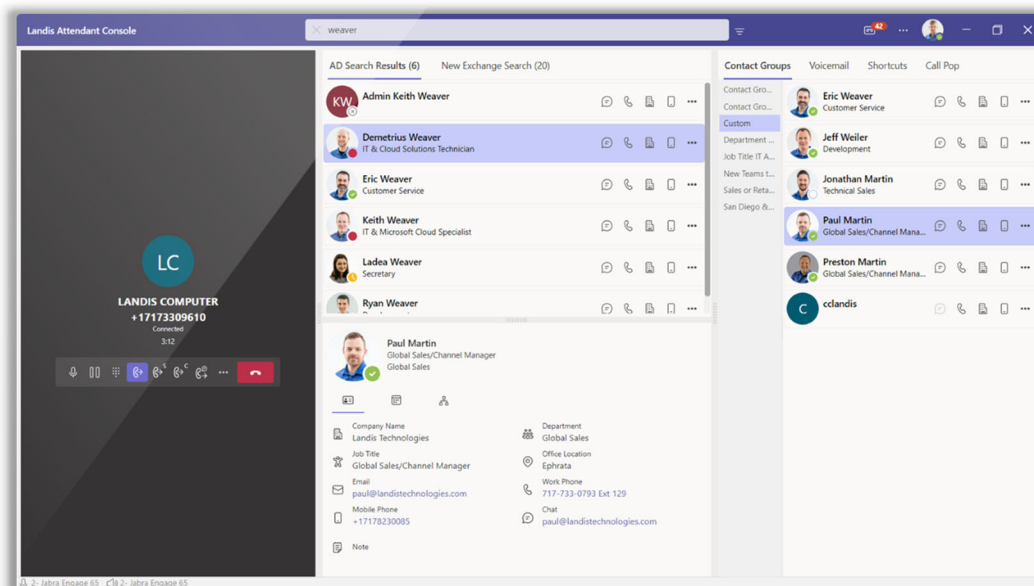 Landis Attendant Console
weaver
42
LC
LANDIS COMPUTER
+17173309610
Connected
3:12
S
C
AD Search Results (6)
New Exchange Search (20)
KW
Admin Keith Weaver
Demetrius Weaver
IT & Cloud Solutions Technician
Eric Weaver
Customer Service
Keith Weaver
IT & Microsoft Cloud Specialist
Ladea Weaver
Secretary
Ryan Weaver
Paul Martin
Global Sales/Channel Manager
Global Sales
Company Name
Landis Technologies
Department
Global Sales
Job Title
Global Sales/Channel Manager
Office Location
Ephrata
Email
paul@landistechnologies.com
Work Phone
717-733-0793 Ext 129
Mobile Phone
+17178230085
Chat
paul@landistechnologies.com
Note
Contact Groups
Voicemail
Shortcuts
Call Pop
Contact Gro...
Contact Gro...
Custom
Department ...
Job Title IT A...
New Teams t...
Sales or Reta...
San Diego &...
Eric Weaver
Customer Service
Jeff Weiler
Development
Jonathan Martin
Technical Sales
Paul Martin
Global Sales/Channel Mana...
Preston Martin
Global Sales/Channel Mana...
C
cclandis
2- Jabra Engage 65
2- Jabra Engage 65